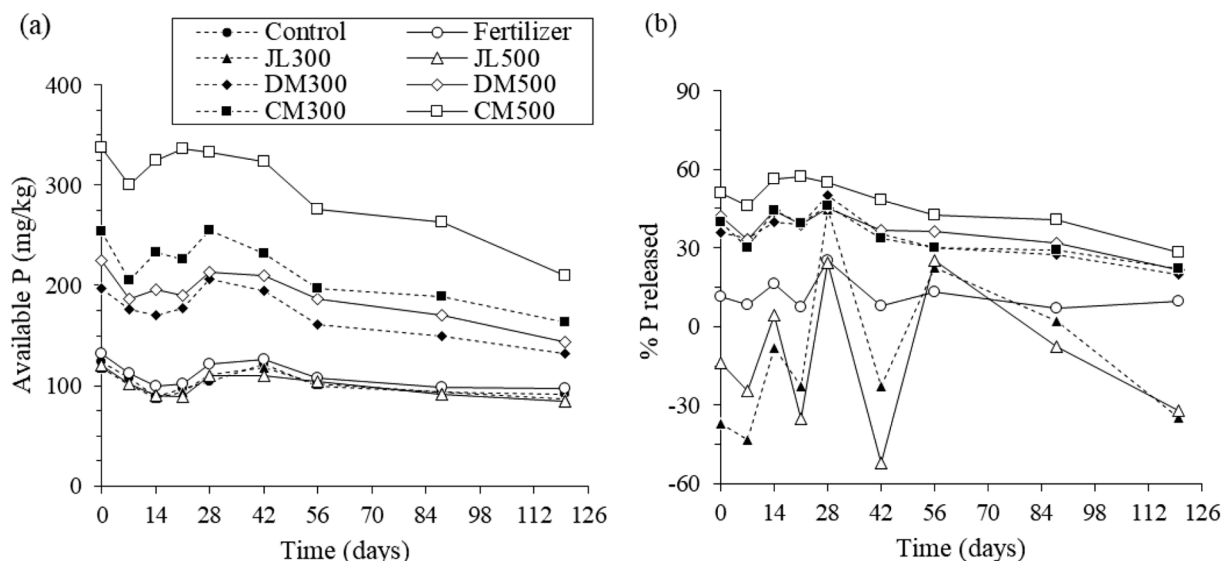 (a)
Control Fertilizer
JL300 JL500
DM300 DM500
CM300 CM500
400
300
200
100
0
Available P (mg/kg)
0 14 28 42 56 70 84 98 112 126
Time (days)
(b)
90
60
30
0
-30
-60
% P released
0 14 28 42 56 70 84 98 112 126
Time (days)